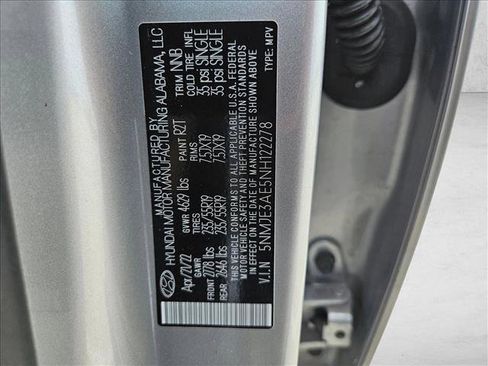 MANUFACTURED BY
HYUNDAI MOTOR MANUFACTURING ALABAMA, LLC
Apr/21/22 GVWR 4629 lbs PAINT R2T TRIM NNB
GAWR TIRES RIMS COLD TIRE INFL
FRONT 2778 lbs 235/55R19 7.5JX19 35 psi SINGLE
REAR 2646 lbs 235/55R19 7.5JX19 35 psi SINGLE
THIS VEHICLE CONFORMS TO ALL APPLICABLE U.S.A. FEDERAL
MOTOR VEHICLE SAFETY AND THEFT PREVENTION STANDARDS
IN EFFECT ON THE DATE OF MANUFACTURE SHOWN ABOVE
V.I.N 5NMJE3AE5NH122278 TYPE: MPV